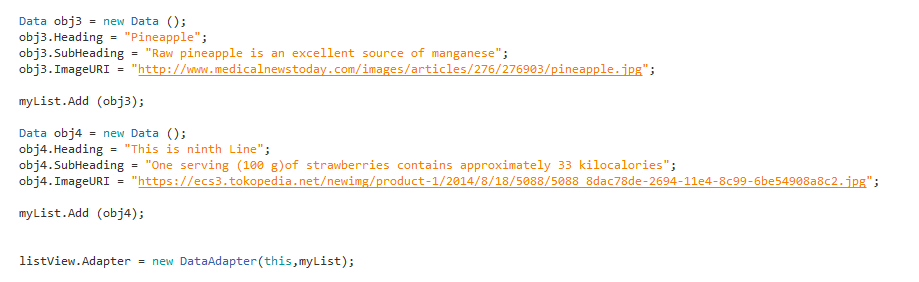 Data obj3 = new Data ();
obj3.Heading = "Pineapple";
obj3.SubHeading = "Raw pineapple is an excellent source of manganese";
obj3.ImageURI = "http://www.medicalnewstoday.com/images/articles/276/276903/pineapple.jpg";
myList.Add (obj3);
Data obj4 = new Data ();
obj4.Heading = "This is ninth Line";
obj4.SubHeading = "One serving (100 g)of strawberries contains approximately 33 kilocalories";
obj4.ImageURI = "https://ecs3.tokopedia.net/newimg/product-1/2014/8/18/5088/5088_8dac78de-2694-11e4-8c99-6be54908a8c2.jpg";
myList.Add (obj4);
listView.Adapter = new DataAdapter(this,myList);